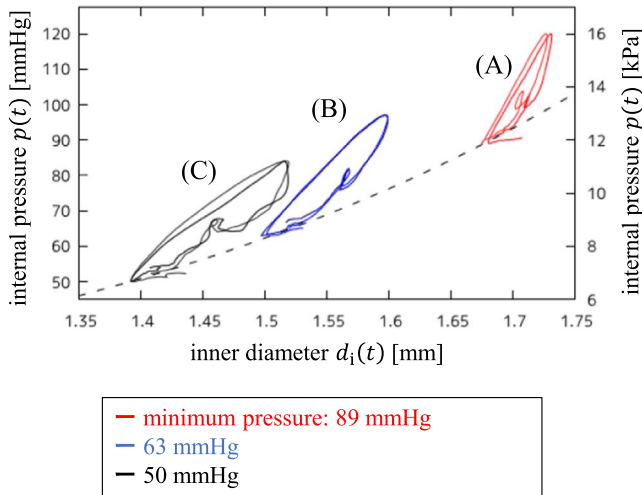 120
100
90
80
70
60
50
16
14
12
10
8
6
(A)
(B)
(C)
1.35
1.4
1.45
1.5
1.55
1.6
1.65
1.7
1.75
internal pressure p(t) [mmHg]
internal pressure p(t) [kPa]
inner diameter dᵢ(t) [mm]
minimum pressure: 89 mmHg
63 mmHg
50 mmHg